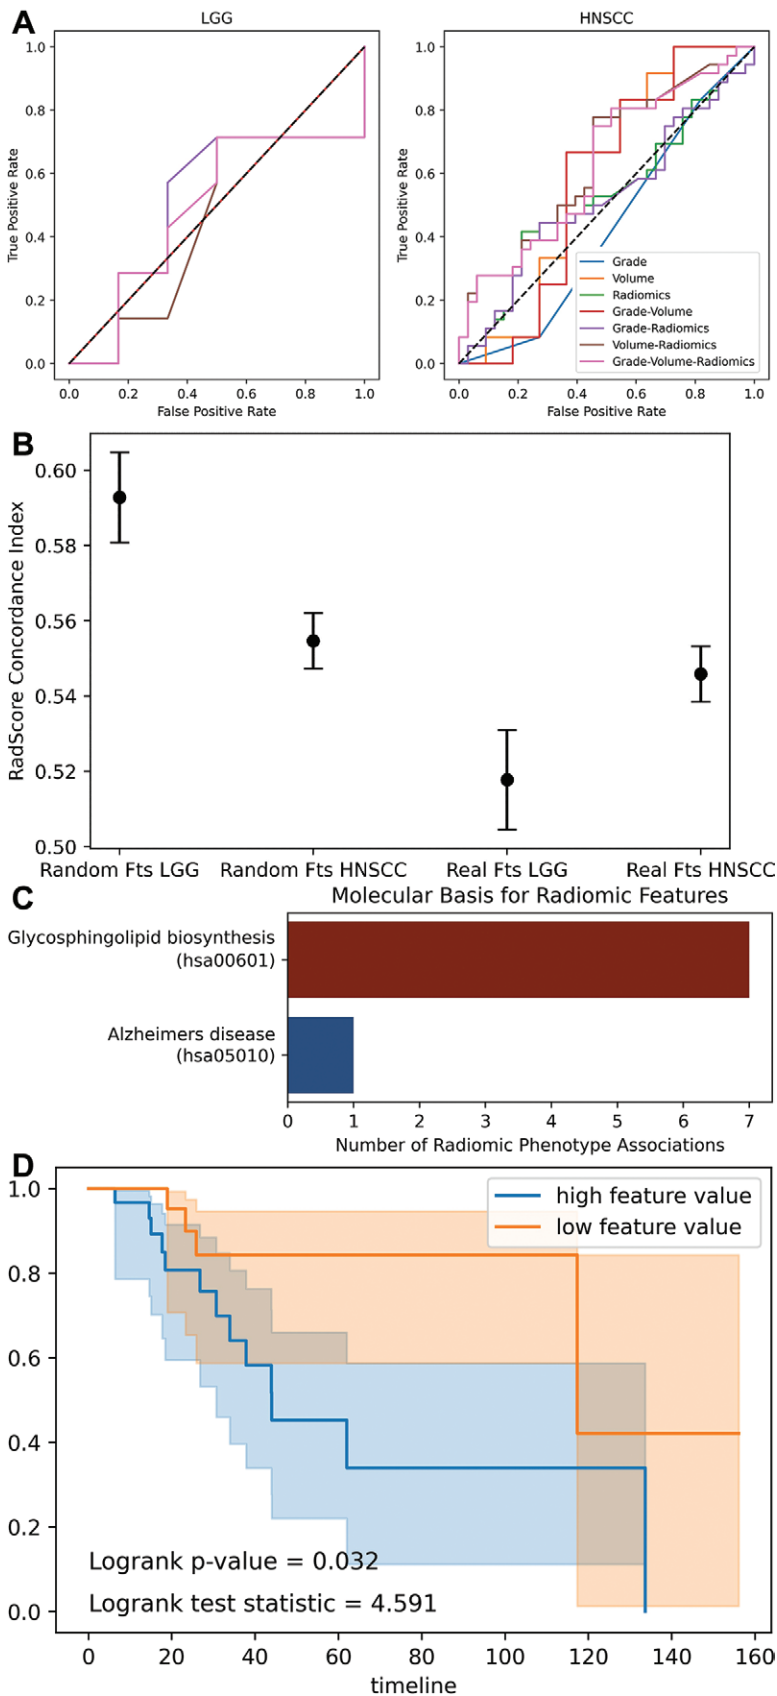 A
LGG
HNSCC
True Positive Rate
1.0
0.8
0.6
0.4
0.2
0.0
0.0 0.2 0.4 0.6 0.8 1.0
False Positive Rate
True Positive Rate
1.0
0.8
0.6
0.4
0.2
0.0
Grade
Volume
Radiomics
Grade-Volume
Grade-Radiomics
Volume-Radiomics
Grade-Volume-Radiomics
0.0 0.2 0.4 0.6 0.8 1.0
False Positive Rate
B
RadScore Concordance Index
0.60
0.58
0.56
0.54
0.52
0.50
Random Fts LGG Random Fts HNSCC Real Fts LGG Real Fts HNSCC
C
Molecular Basis for Radiomic Features
Glycosphingolipid biosynthesis
(hsa00601)
Alzheimers disease
(hsa05010)
0 1 2 3 4 5 6 7
Number of Radiomic Phenotype Associations
D
1.0
0.8
0.6
0.4
0.2
0.0
high feature value
low feature value
Logrank p-value = 0.032
Logrank test statistic = 4.591
0 20 40 60 80 100 120 140 160
timeline